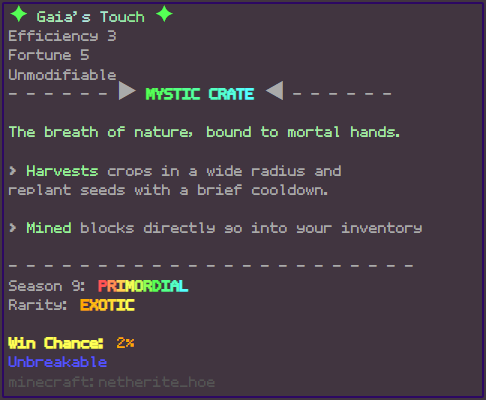 ✦ Gaia's Touch ✦
Efficiency 3
Fortune 5
Unmodifiable
- - - - - - ▶ MYSTIC CRATE ◀ - - - - - -
The breath of nature, bound to mortal hands.
> Harvests crops in a wide radius and
replant seeds with a brief cooldown.
> Mined blocks directly go into your inventory
- - - - - - - - - - - - - - - - - - - - - - - -
Season 9: PRIMORDIAL
Rarity: EXOTIC
Win Chance: 2%
Unbreakable
minecraft:netherite_hoe